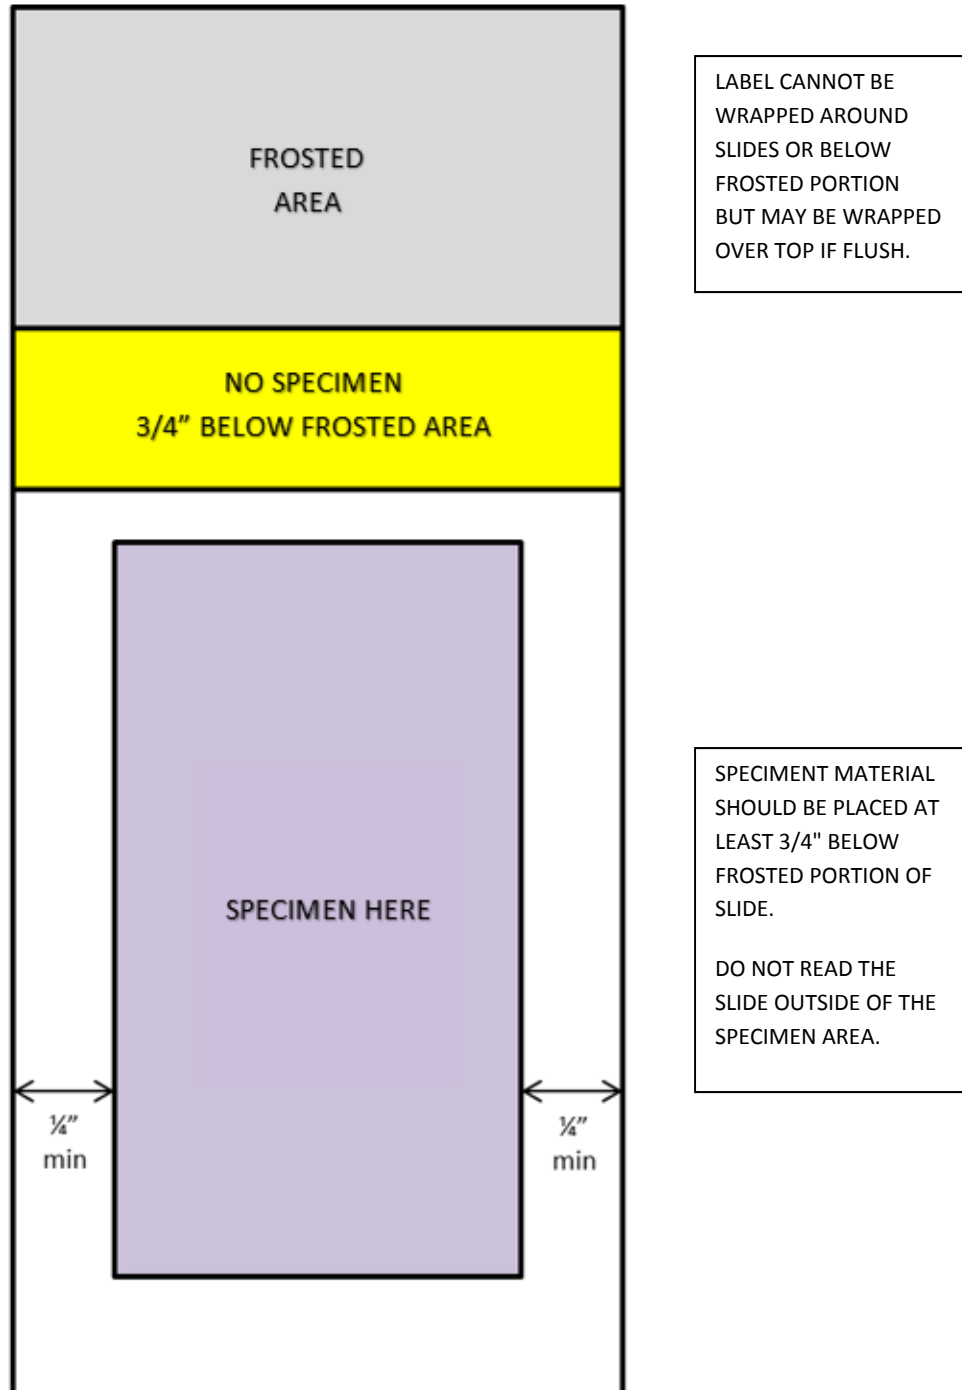 FROSTED
AREA
LABEL CANNOT BE
WRAPPED AROUND
SLIDES OR BELOW
FROSTED PORTION
BUT MAY BE WRAPPED
OVER TOP IF FLUSH.
NO SPECIMEN
3/4” BELOW FROSTED AREA
SPECIMEN HERE
SPECIMENT MATERIAL
SHOULD BE PLACED AT
LEAST 3/4" BELOW
FROSTED PORTION OF
SLIDE.
DO NOT READ THE
SLIDE OUTSIDE OF THE
SPECIMEN AREA.
¼”
min
¼”
min